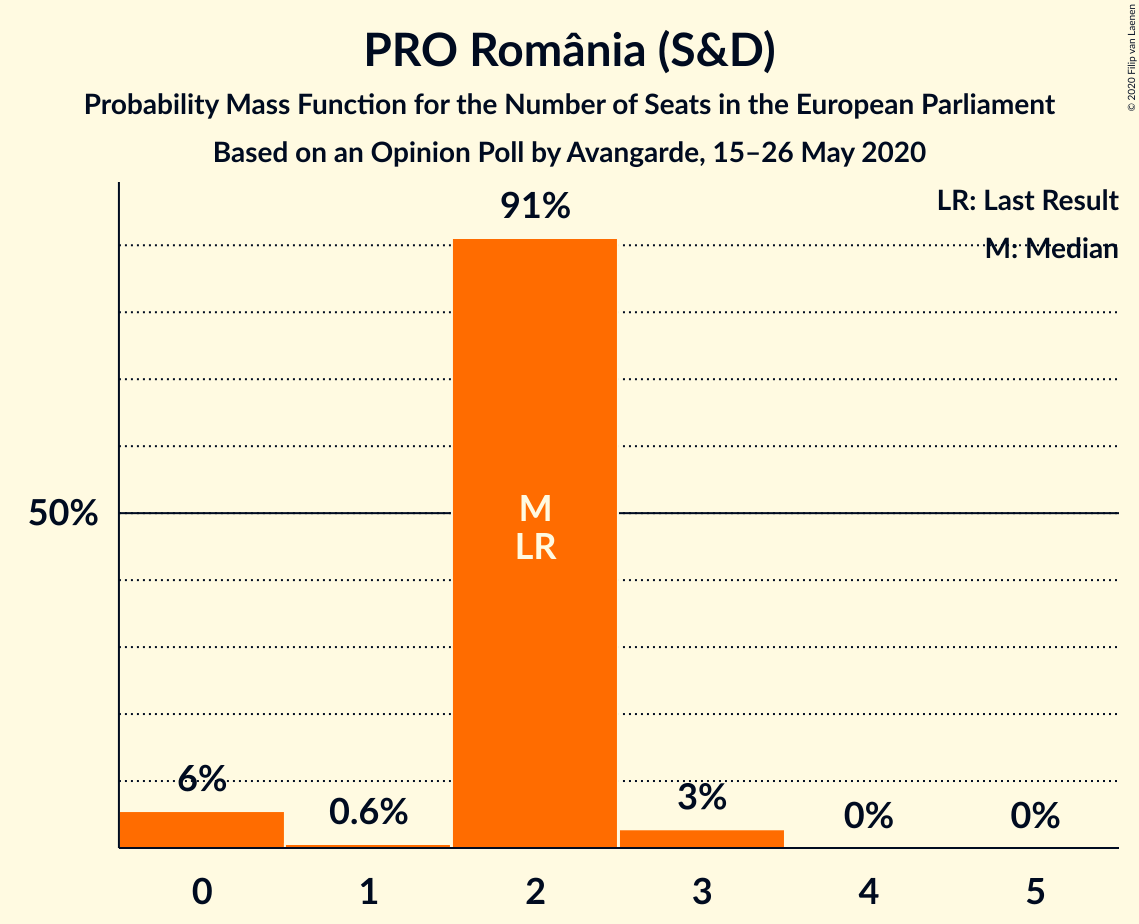 PRO România (S&D)
Probability Mass Function for the Number of Seats in the European Parliament
Based on an Opinion Poll by Avangarde, 15–26 May 2020
© 2020 Filip van Laenen
LR: Last Result
M: Median
91%
50%
M
LR
6%
0.6%
3%
0%
0%
0
1
2
3
4
5